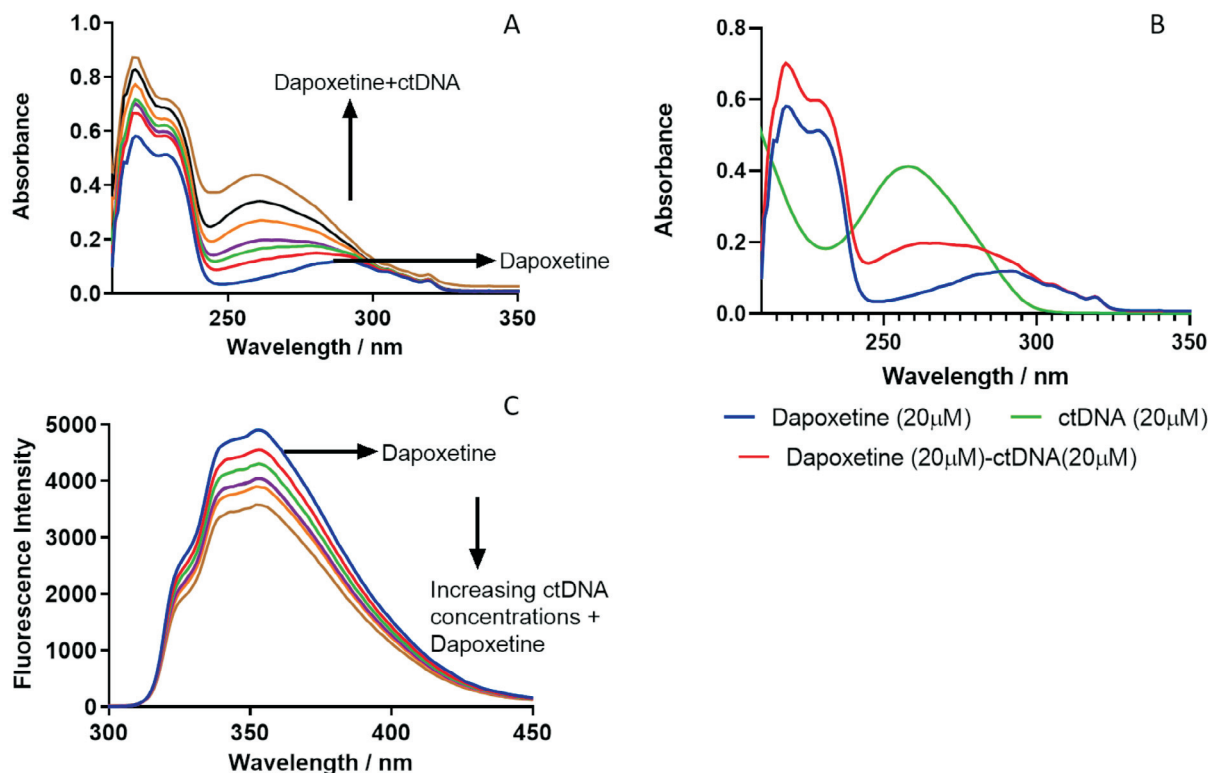 A
1.0
0.8
0.6
0.4
0.2
0.0
Absorbance
Dapoxetine+ctDNA
Dapoxetine
250
300
350
Wavelength / nm
B
0.8
0.6
0.4
0.2
0.0
Absorbance
250
300
350
Wavelength / nm
Dapoxetine (20μM)
ctDNA (20μM)
Dapoxetine (20μM)-ctDNA(20μM)
C
5000
4000
3000
2000
1000
0
Fluorescence Intensity
Dapoxetine
Increasing ctDNA
concentrations +
Dapoxetine
300
350
400
450
Wavelength / nm